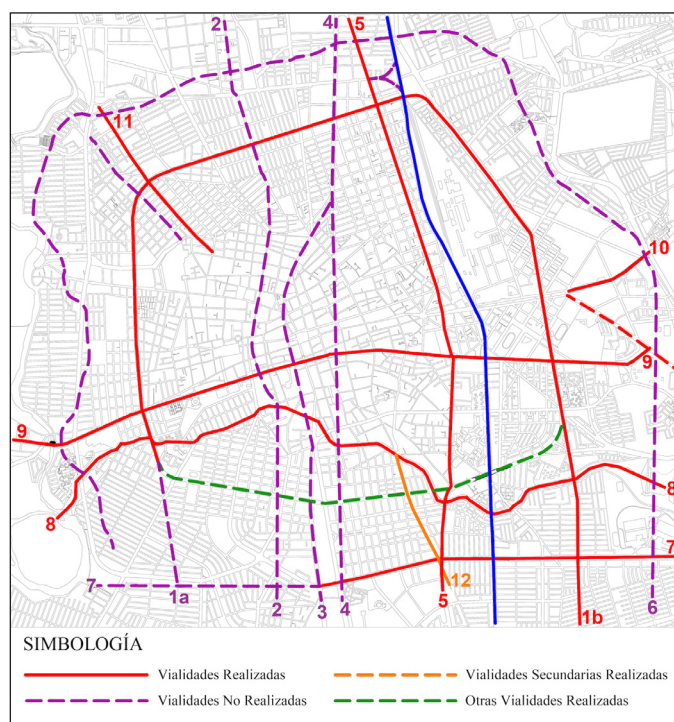 2
4
5
11
10
9
9
8
8
7
7
1a
2
3
4
5
12
1b
6
SIMBOLOGÍA
Vialidades Realizadas
Vialidades Secundarias Realizadas
Vialidades No Realizadas
Otras Vialidades Realizadas